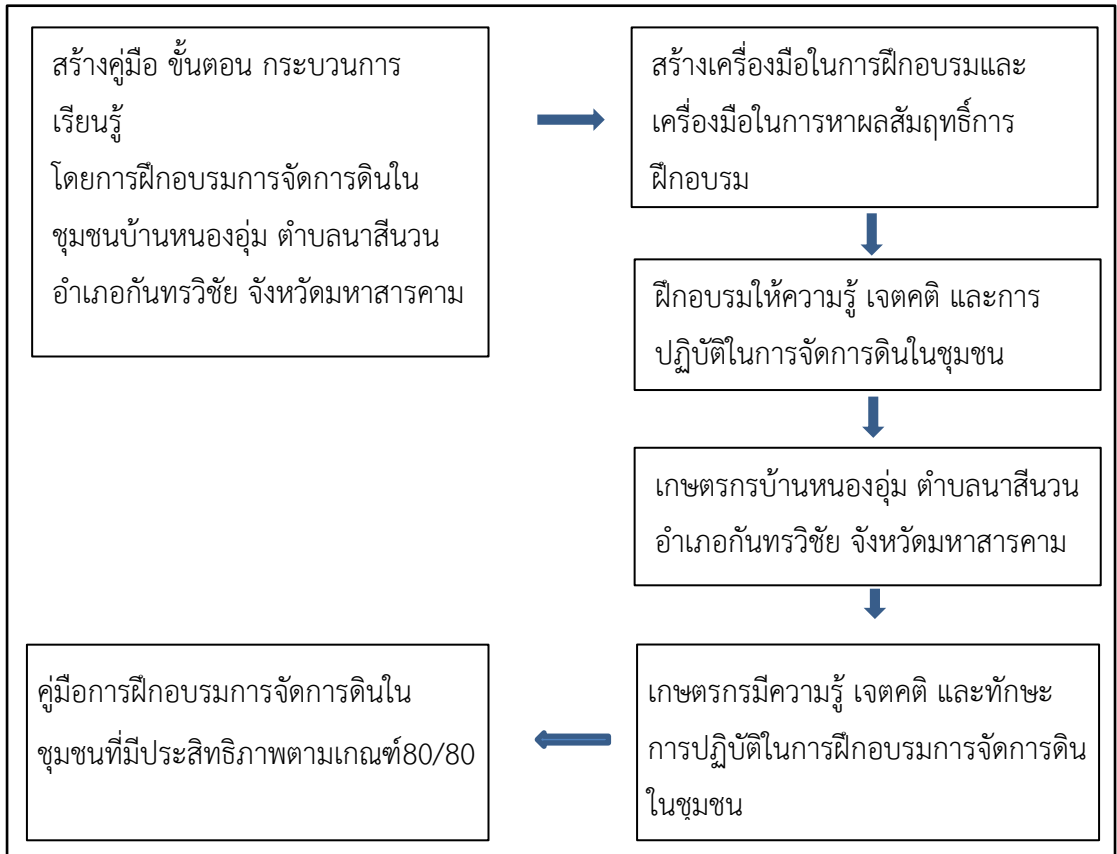 สร้างคู่มือ ขั้นตอน กระบวนการ
เรียนรู้
โดยการฝึกอบรมการจัดการดินใน
ชุมชนบ้านหนองอุ่ม ตำบลนาสีนวน
อำเภอกันทรวิชัย จังหวัดมหาสารคาม
สร้างเครื่องมือในการฝึกอบรมและ
เครื่องมือในการหาผลสัมฤทธิ์การ
ฝึกอบรม
ฝึกอบรมให้ความรู้ เจตคติ และการ
ปฏิบัติในการจัดการดินในชุมชน
เกษตรกรบ้านหนองอุ่ม ตำบลนาสีนวน
อำเภอกันทรวิชัย จังหวัดมหาสารคาม
เกษตรกรมีความรู้ เจตคติ และทักษะ
การปฏิบัติในการฝึกอบรมการจัดการดิน
ในชุมชน
คู่มือการฝึกอบรมการจัดการดินใน
ชุมชนที่มีประสิทธิภาพตามเกณฑ์80/80